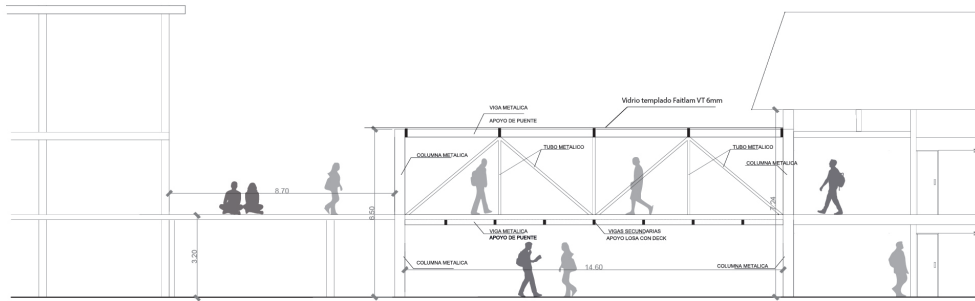 Vidrio templado Faitlam VT 6mm
VIGA METALICA
APOYO DE PUENTE
TUBO METALICO
TUBO METALICO
COLUMNA METALICA
COLUMNA METALICA
8.70
6.50
7.24
3.20
VIGA METALICA
APOYO DE PUENTE
VIGAS SECUNDARIAS
APOYO LOSA CON DECK
COLUMNA METALICA
14.60
COLUMNA METALICA